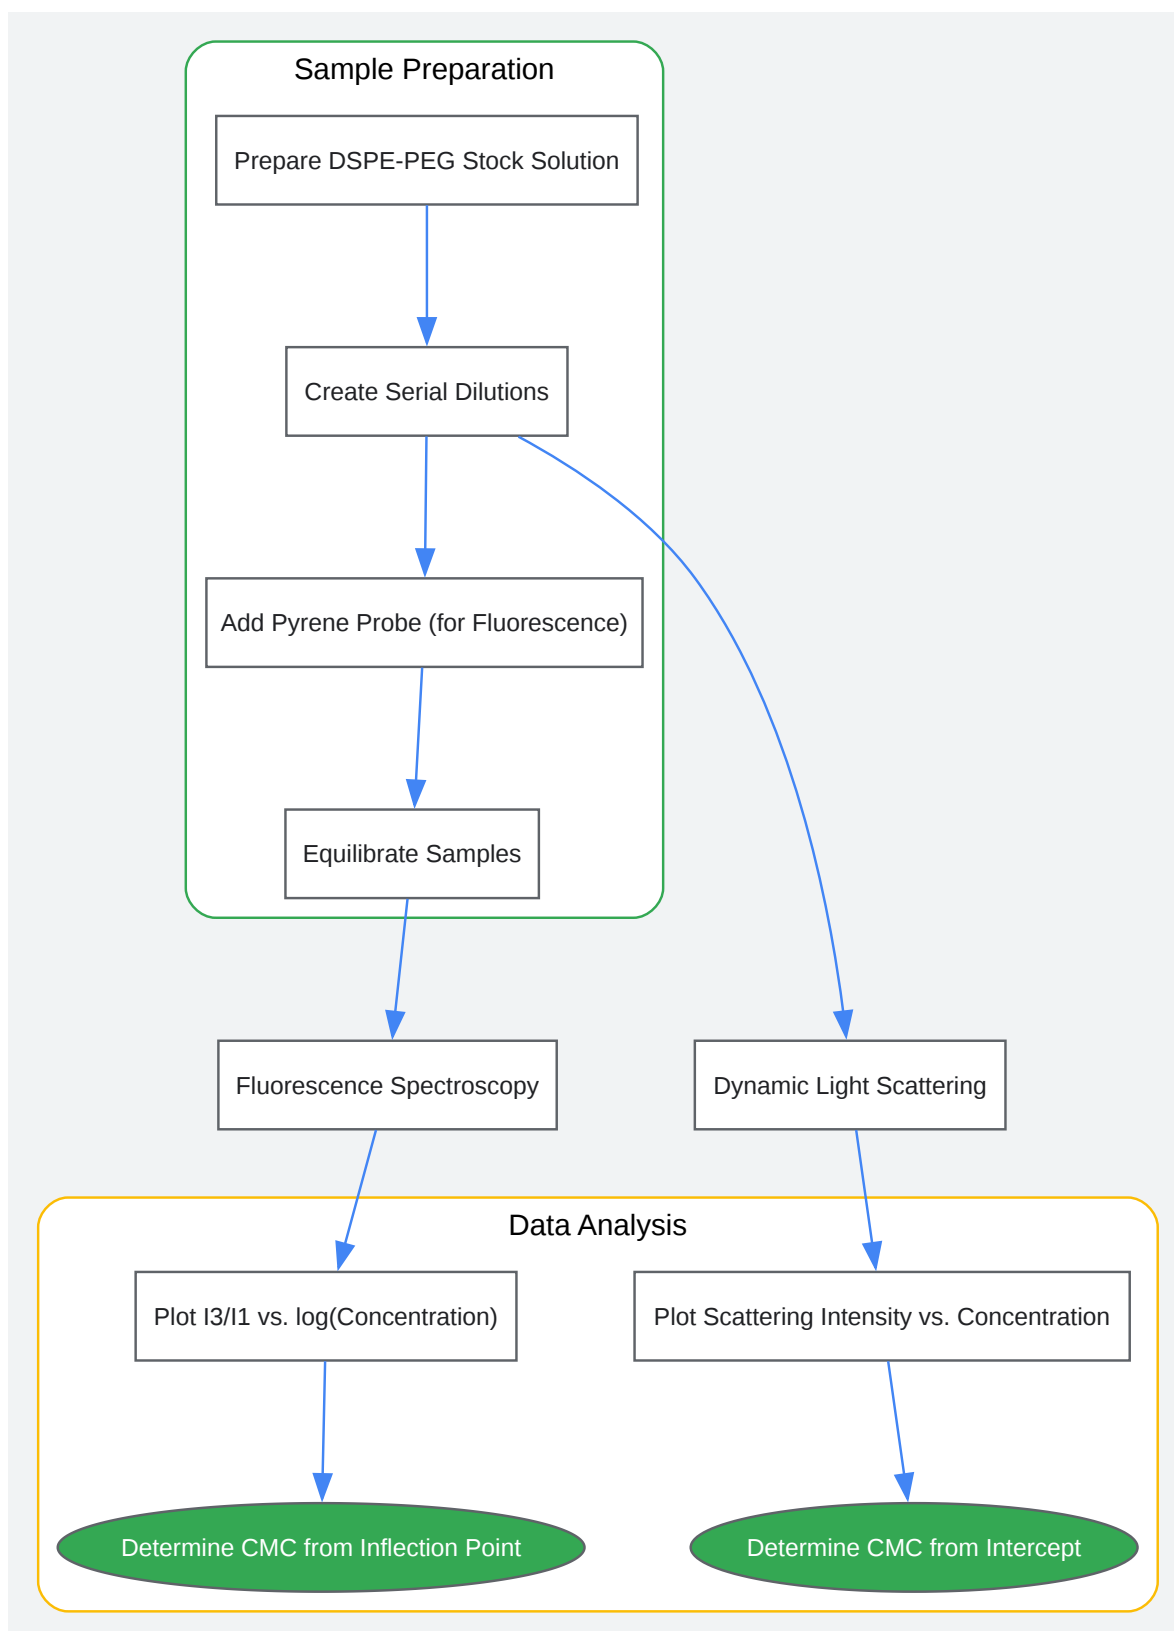 Sample Preparation
Prepare DSPE-PEG Stock Solution
Create Serial Dilutions
Add Pyrene Probe (for Fluorescence)
Equilibrate Samples
Fluorescence Spectroscopy
Dynamic Light Scattering
Data Analysis
Plot I3/I1 vs. log(Concentration)
Plot Scattering Intensity vs. Concentration
Determine CMC from Inflection Point
Determine CMC from Intercept